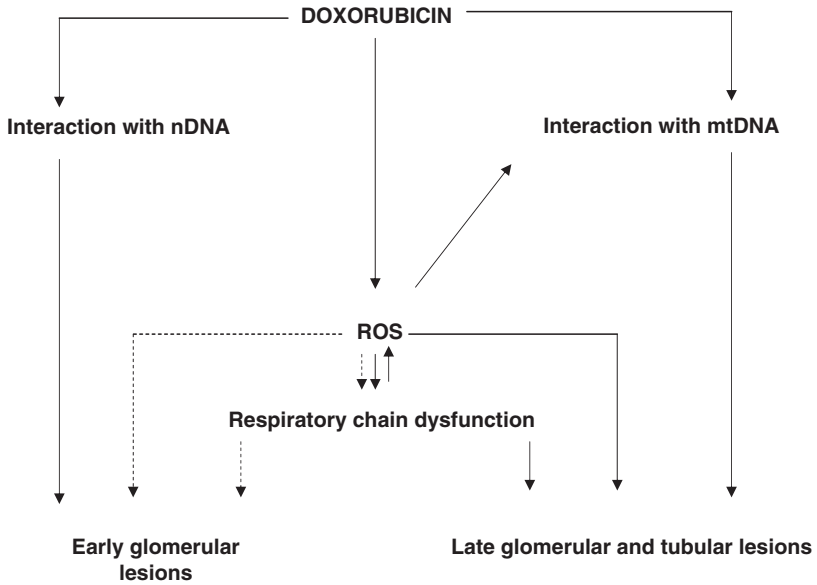 DOXORUBICIN
Interaction with nDNA
Interaction with mtDNA
ROS
Respiratory chain dysfunction
Early glomerular
lesions
Late glomerular and tubular lesions